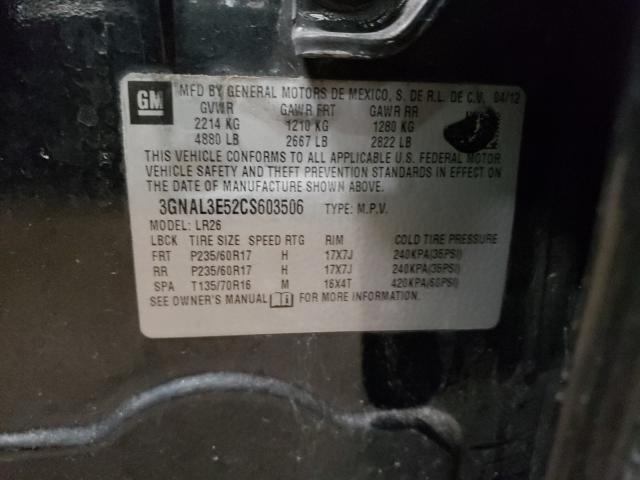 GM
MFD BY GENERAL MOTORS DE MEXICO, S. DE R.L. DE C.V. 04/12
GVWR GAWR FRT GAWR RR
2214 KG 1210 KG 1280 KG
4880 LB 2667 LB 2822 LB
THIS VEHICLE CONFORMS TO ALL APPLICABLE U.S. FEDERAL MOTOR
VEHICLE SAFETY AND THEFT PREVENTION STANDARDS IN EFFECT ON
THE DATE OF MANUFACTURE SHOWN ABOVE.
3GNAL3E52CS603506 TYPE: M.P.V.
MODEL: LR26
LBCK TIRE SIZE SPEED RTG RIM COLD TIRE PRESSURE
FRT P235/60R17 H 17X7J 240KPA(35PSI)
RR P235/60R17 H 17X7J 240KPA(35PSI)
SPA T135/70R16 M 16X4T 420KPA(60PSI)
SEE OWNER'S MANUAL i FOR MORE INFORMATION.